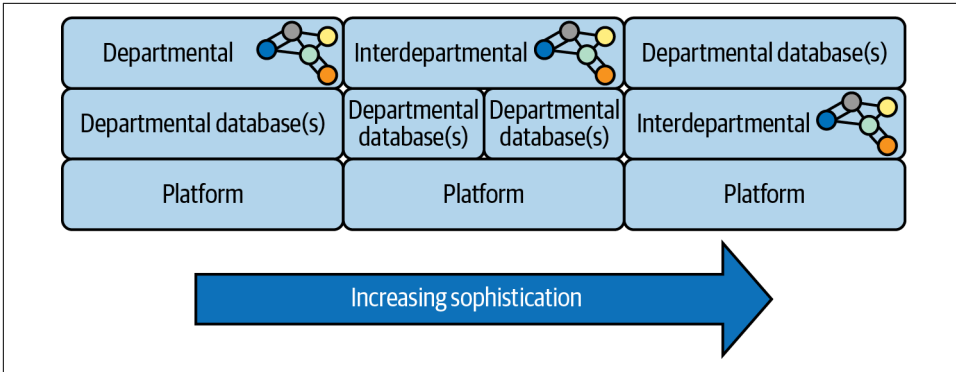 Departmental
Interdepartmental
Departmental database(s)
Departmental database(s)
Departmental
database(s)
Departmental
database(s)
Interdepartmental
Platform
Platform
Platform
Increasing sophistication